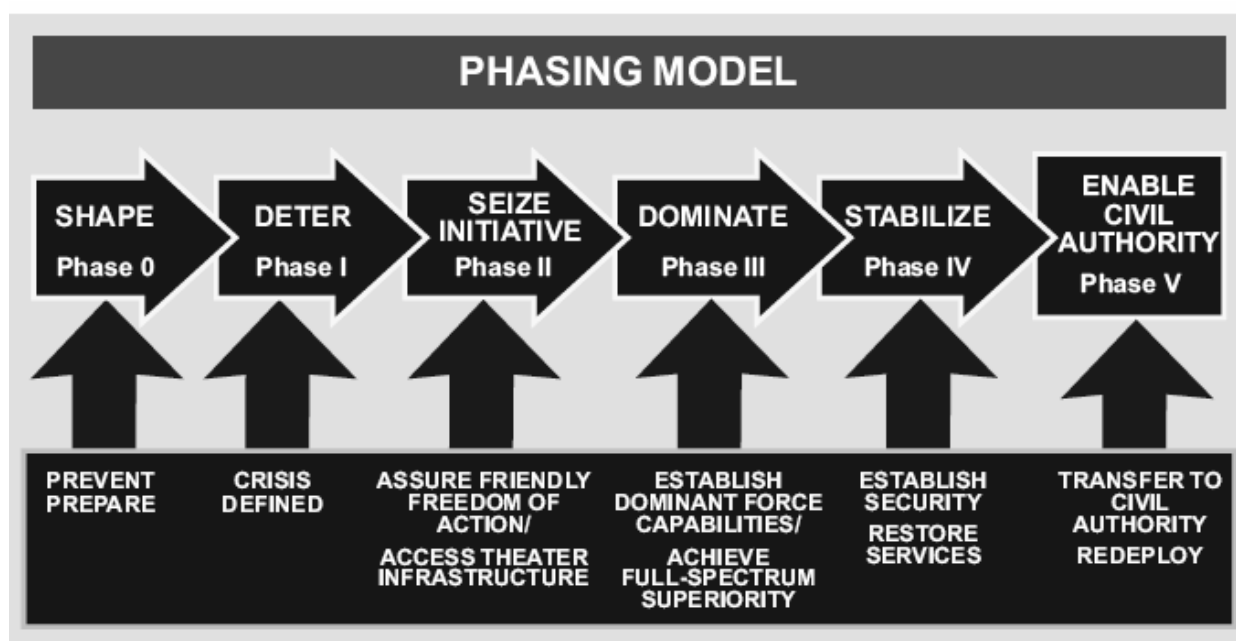 PHASING MODEL
SHAPE
Phase 0
DETER
Phase I
SEIZE
INITIATIVE
Phase II
DOMINATE
Phase III
STABILIZE
Phase IV
ENABLE
CIVIL
AUTHORITY
Phase V
PREVENT
PREPARE
CRISIS
DEFINED
ASSURE FRIENDLY
FREEDOM OF
ACTION/
ACCESS THEATER
INFRASTRUCTURE
ESTABLISH
DOMINANT FORCE
CAPABILITIES/
ACHIEVE
FULL-SPECTRUM
SUPERIORITY
ESTABLISH
SECURITY
RESTORE
SERVICES
TRANSFER TO
CIVIL
AUTHORITY
REDEPLOY